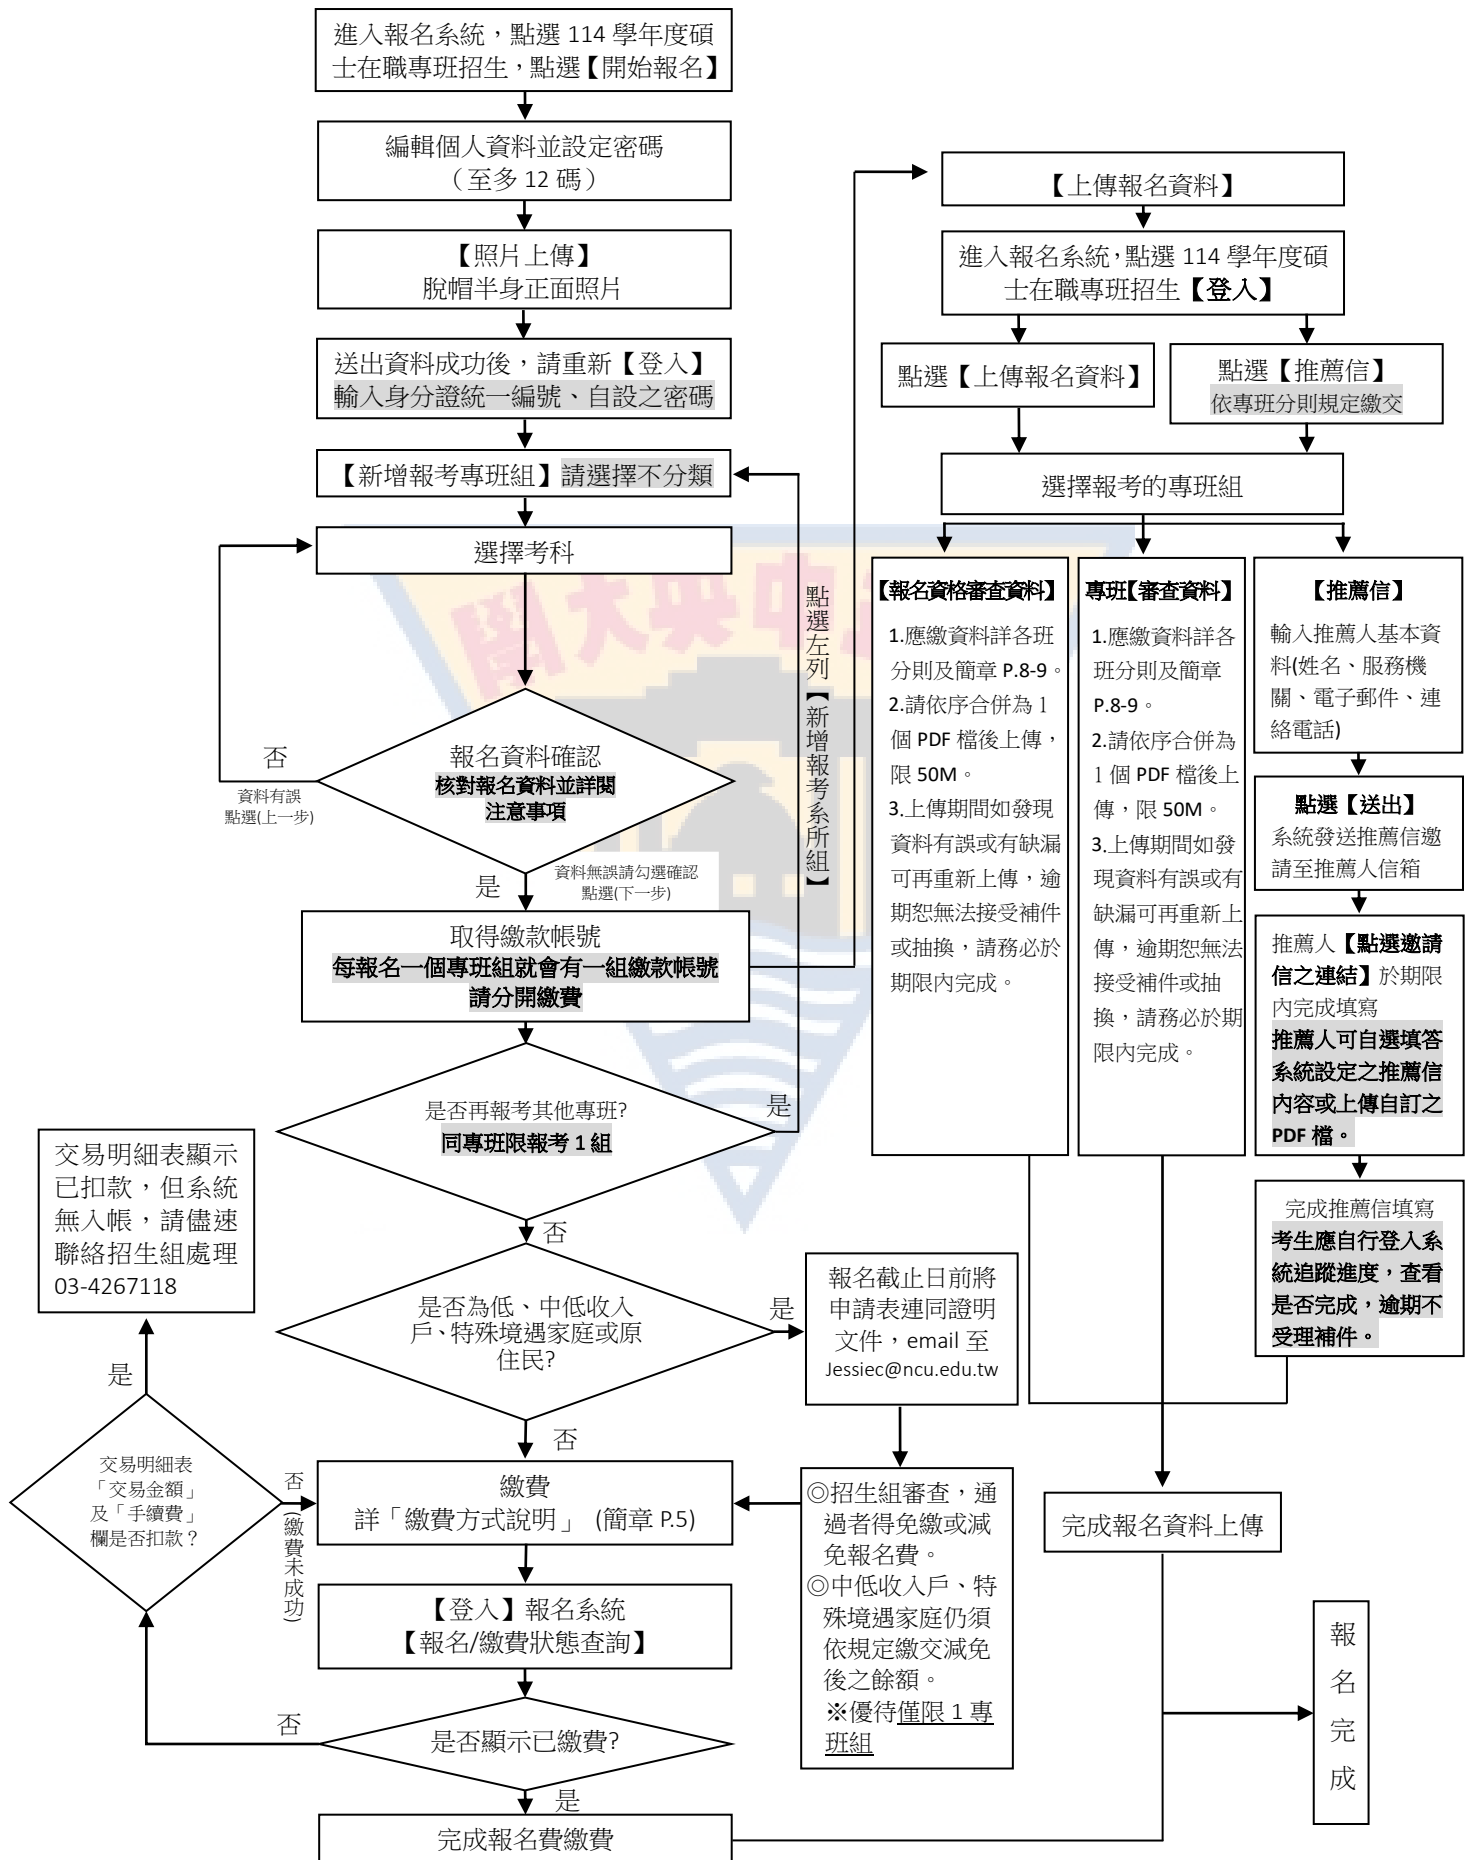 進入報名系統，點選 114 學年度碩
士在職專班招生，點選【開始報名】
編輯個人資料並設定密碼
（至多 12 碼）
【照片上傳】
脫帽半身正面照片
送出資料成功後，請重新【登入】
輸入身分證統一編號、自設之密碼
【新增報考專班組】請選擇不分類
選擇考科
報名資料確認
核對報名資料並詳閱
注意事項
否
資料有誤
點選(上一步)
是
資料無誤請勾選確認
點選(下一步)
點選左列【新增報考系所組】
取得繳款帳號
每報名一個專班組就會有一組繳款帳號
請分開繳費
是否再報考其他專班?
同專班限報考 1 組
是
否
是否為低、中低收入
戶、特殊境遇家庭或原
住民?
是
否
報名截止日前將
申請表連同證明
文件，email 至
Jessiec@ncu.edu.tw
◎招生組審查，通
過者得免繳或減
免報名費。
◎中低收入戶、特
殊境遇家庭仍須
依規定繳交減免
後之餘額。
※優待僅限 1 專
班組
繳費
詳「繳費方式說明」 (簡章 P.5)
【登入】報名系統
【報名/繳費狀態查詢】
是否顯示已繳費?
否
是
完成報名費繳費
交易明細表
「交易金額」
及「手續費」
欄是否扣款？
否
(繳費未成功)
是
交易明細表顯示
已扣款，但系統
無入帳，請儘速
聯絡招生組處理
03-4267118
【上傳報名資料】
進入報名系統，點選 114 學年度碩
士在職專班招生【登入】
點選【上傳報名資料】
點選【推薦信】
依專班分則規定繳交
選擇報考的專班組
【報名資格審查資料】
1.應繳資料詳各班
分則及簡章 P.8-9。
2.請依序合併為 1
個 PDF 檔後上傳，
限 50M。
3.上傳期間如發現
資料有誤或有缺漏
可再重新上傳，逾
期恕無法接受補件
或抽換，請務必於
期限內完成。
專班【審查資料】
1.應繳資料詳各
班分則及簡章
P.8-9。
2.請依序合併為
1 個 PDF 檔後上
傳，限 50M。
3.上傳期間如發
現資料有誤或有
缺漏可再重新上
傳，逾期恕無法
接受補件或抽
換，請務必於期
限內完成。
【推薦信】
輸入推薦人基本資
料(姓名、服務機
關、電子郵件、連
絡電話)
點選【送出】
系統發送推薦信邀
請至推薦人信箱
推薦人【點選邀請
信之連結】於期限
內完成填寫
推薦人可自選填答
系統設定之推薦信
內容或上傳自訂之
PDF 檔。
完成推薦信填寫
考生應自行登入系
統追蹤進度，查看
是否完成，逾期不
受理補件。
完成報名資料上傳
報名完成